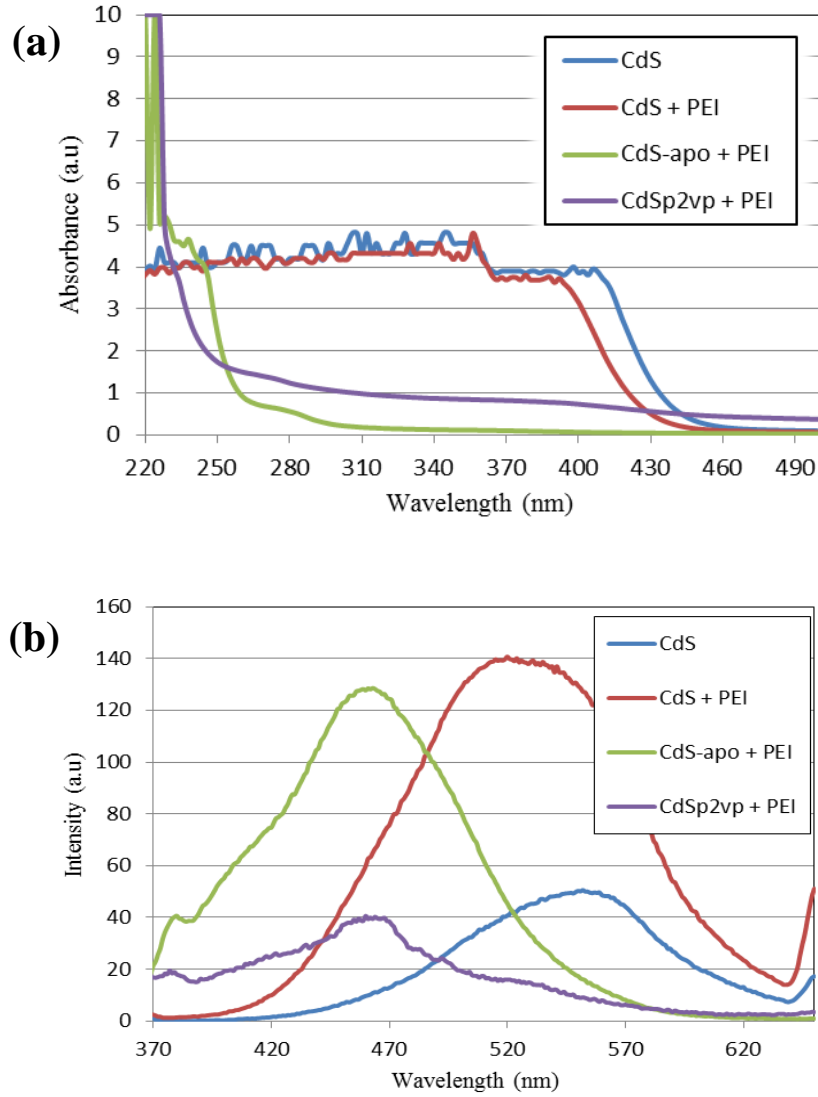 (a)
10
9
8
7
6
5
4
3
2
1
0
Absorbance (a.u)
220 250 280 310 340 370 400 430 460 490
Wavelength (nm)
CdS
CdS + PEI
CdS-apo + PEI
CdSp2vp + PEI
(b)
160
140
120
100
80
60
40
20
0
Intensity (a.u)
370 420 470 520 570 620
Wavelength (nm)
CdS
CdS + PEI
CdS-apo + PEI
CdSp2vp + PEI